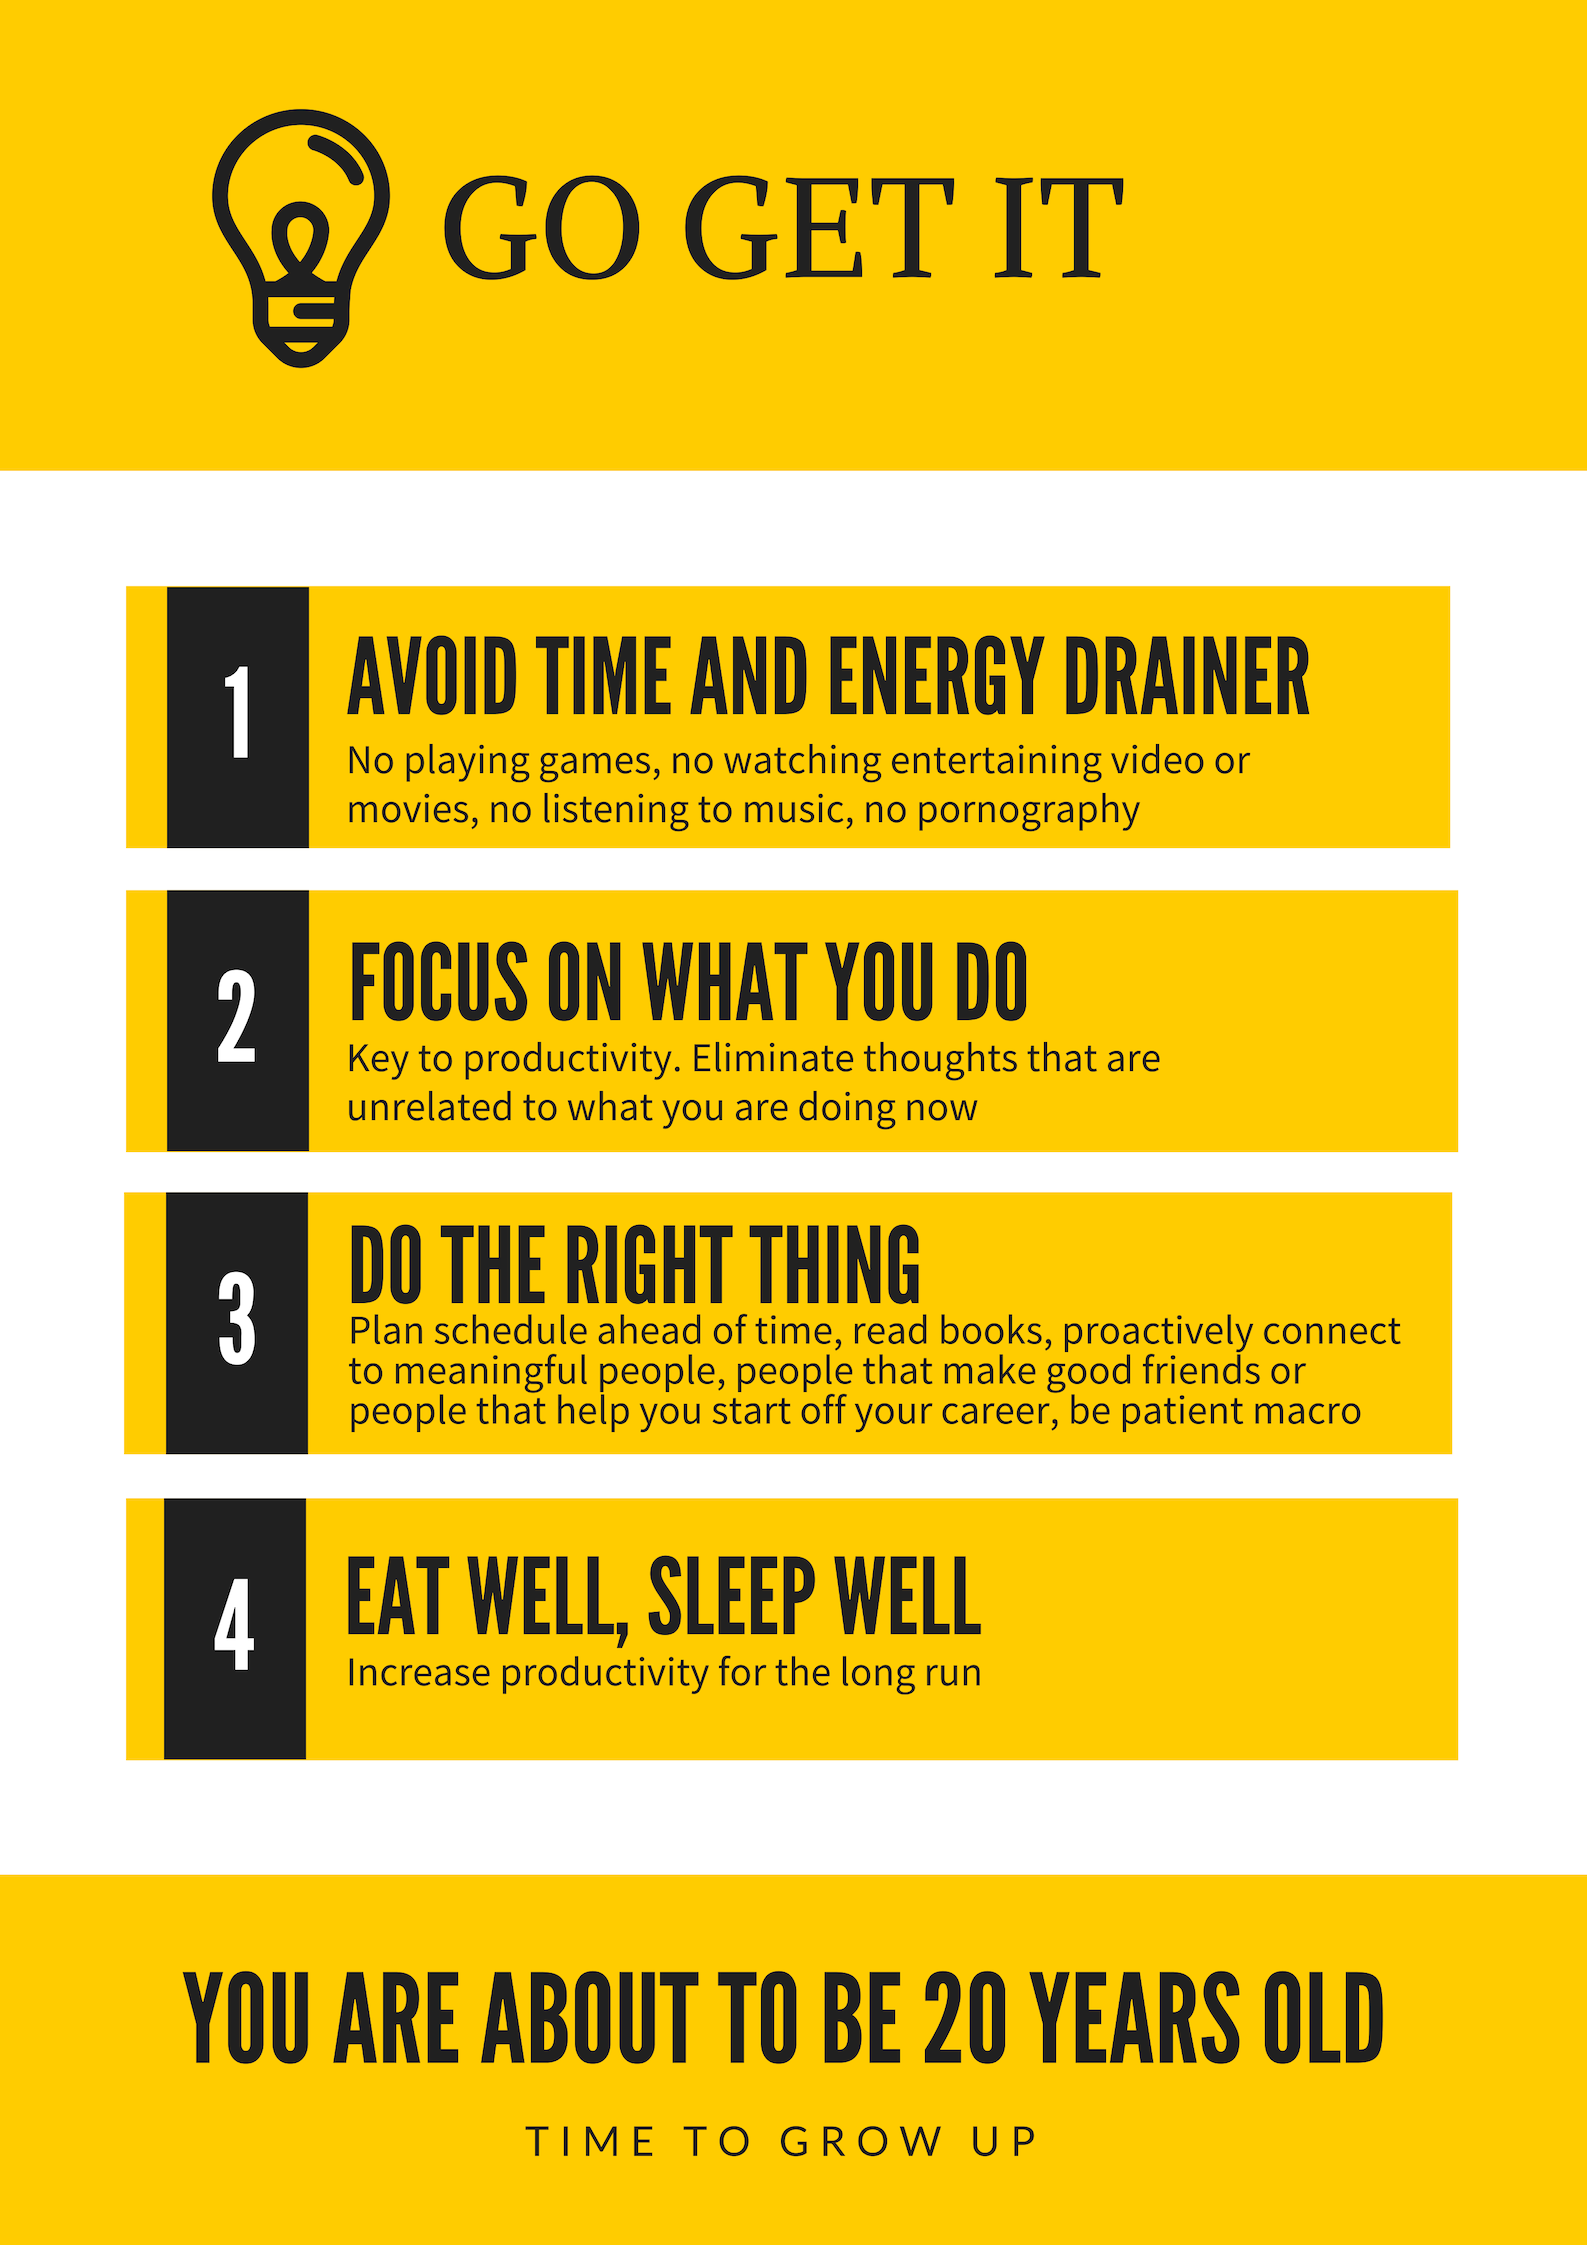 GO GET IT
1
AVOID TIME AND ENERGY DRAINER
No playing games, no watching entertaining video or
movies, no listening to music, no pornography
2
FOCUS ON WHAT YOU DO
Key to productivity. Eliminate thoughts that are
unrelated to what you are doing now
3
DO THE RIGHT THING
Plan schedule ahead of time, read books, proactively connect
to meaningful people, people that make good friends or
people that help you start off your career, be patient macro
4
EAT WELL, SLEEP WELL
Increase productivity for the long run
YOU ARE ABOUT TO BE 20 YEARS OLD
TIME TO GROW UP